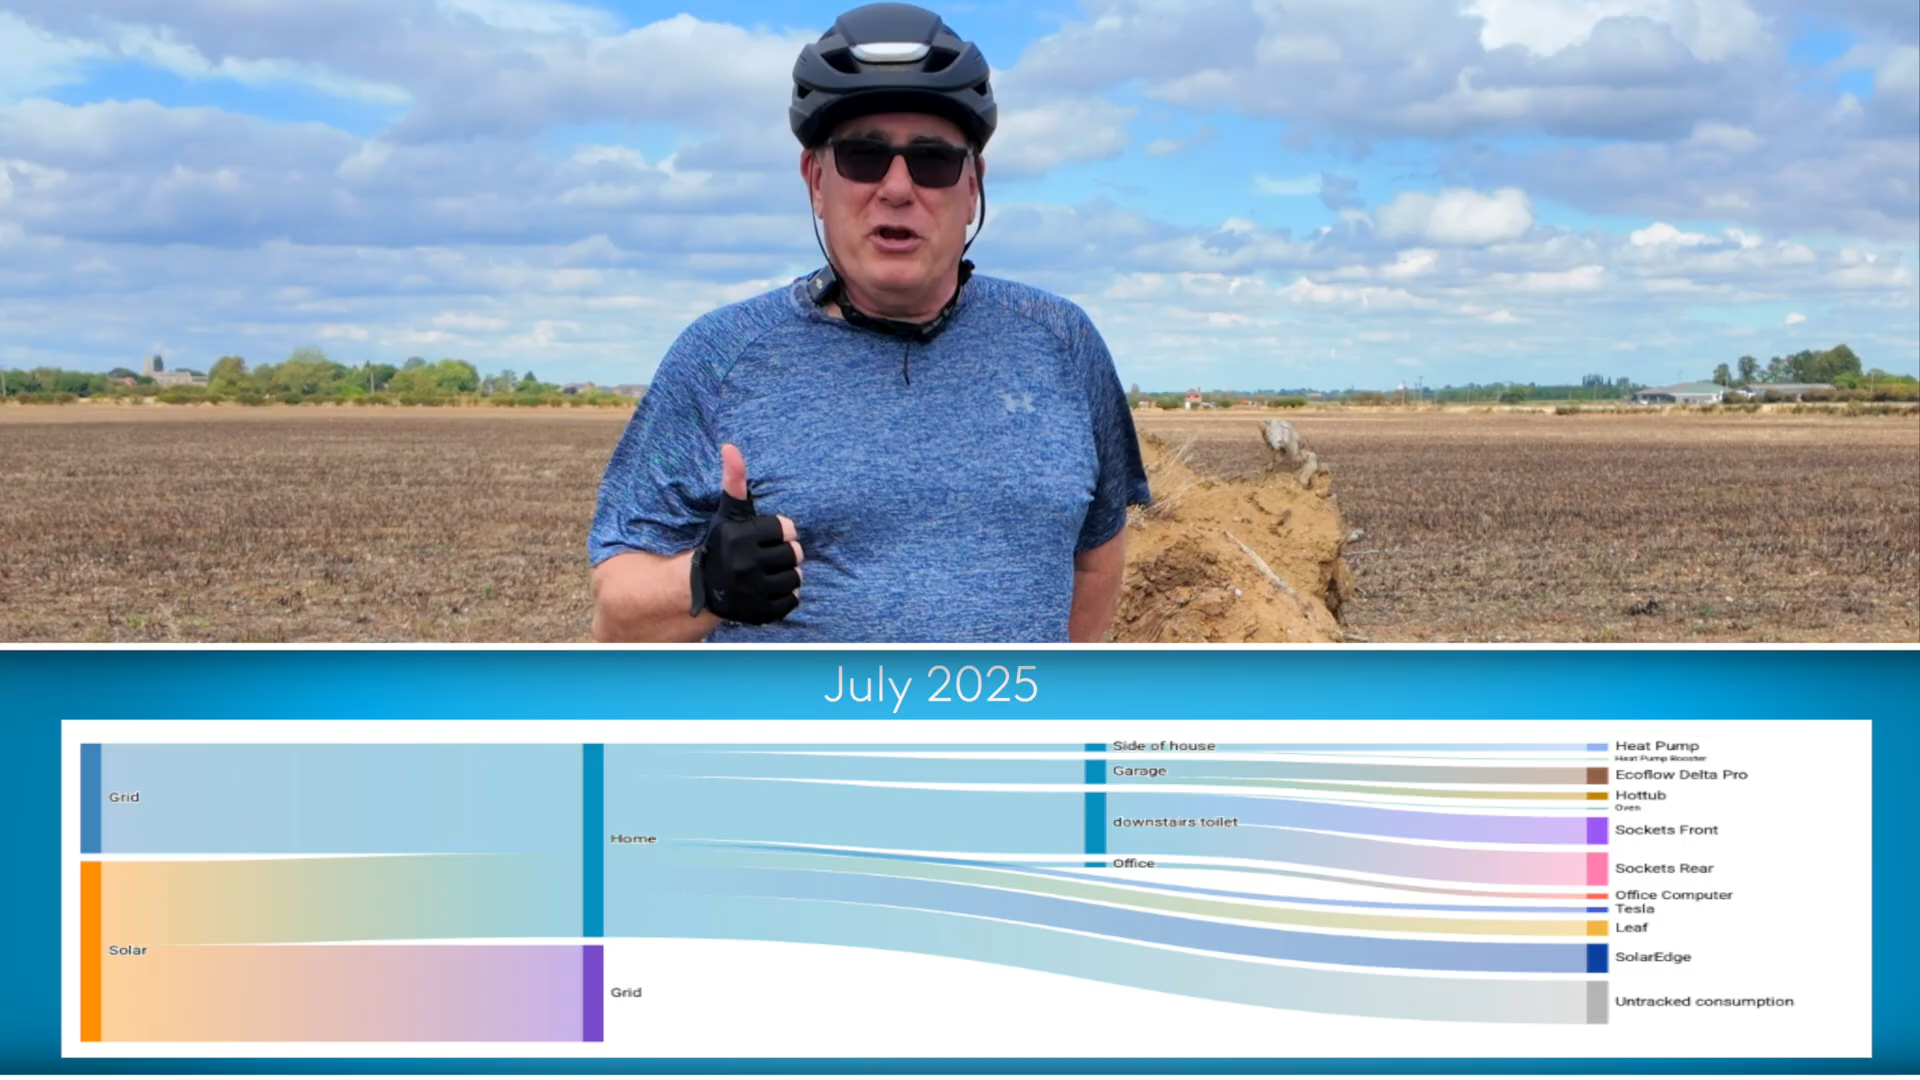 July 2025
Grid
Solar
Home
Grid
Side of house
Garage
downstairs toilet
Office
Heat Pump
Heat Pump Booster
Ecoflow Delta Pro
Hottub
Oven
Sockets Front
Sockets Rear
Office Computer
Tesla
Leaf
SolarEdge
Untracked consumption